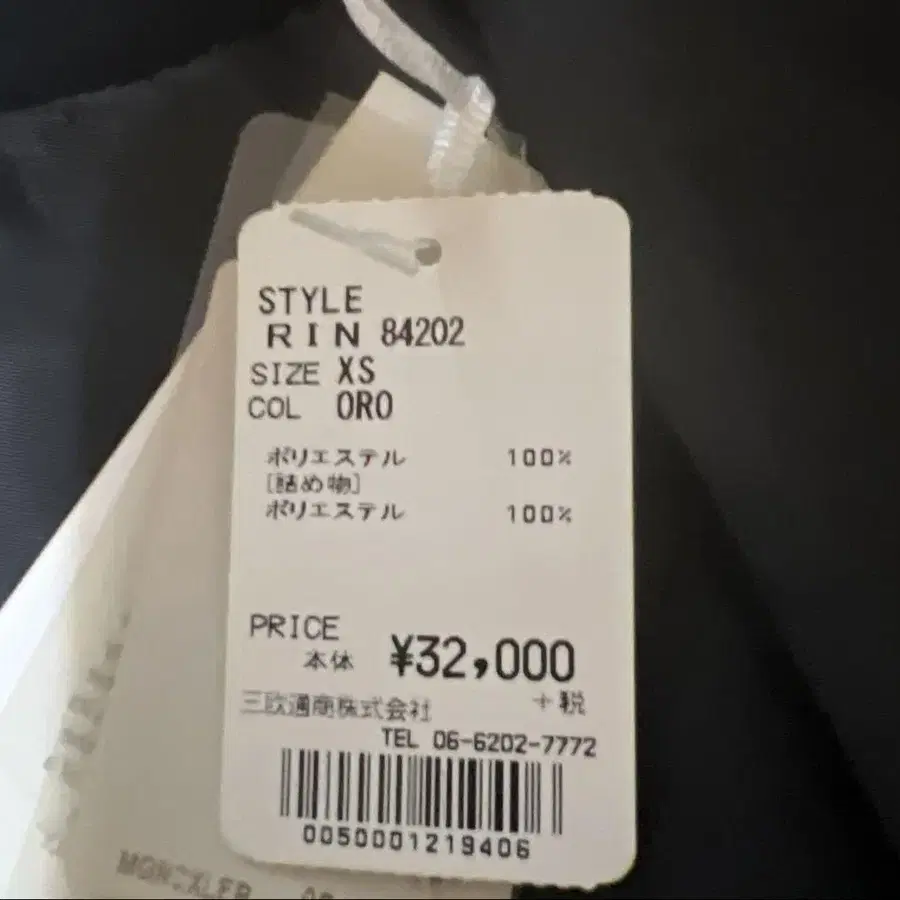 STYLE
RIN 84202
SIZE XS
COL ORO
ポリエステル 100%
[詰め物]
ポリエステル 100%
PRICE
本体 ¥32,000
+税
三欧通商株式会社
TEL 06-6202-7772
0050001219406